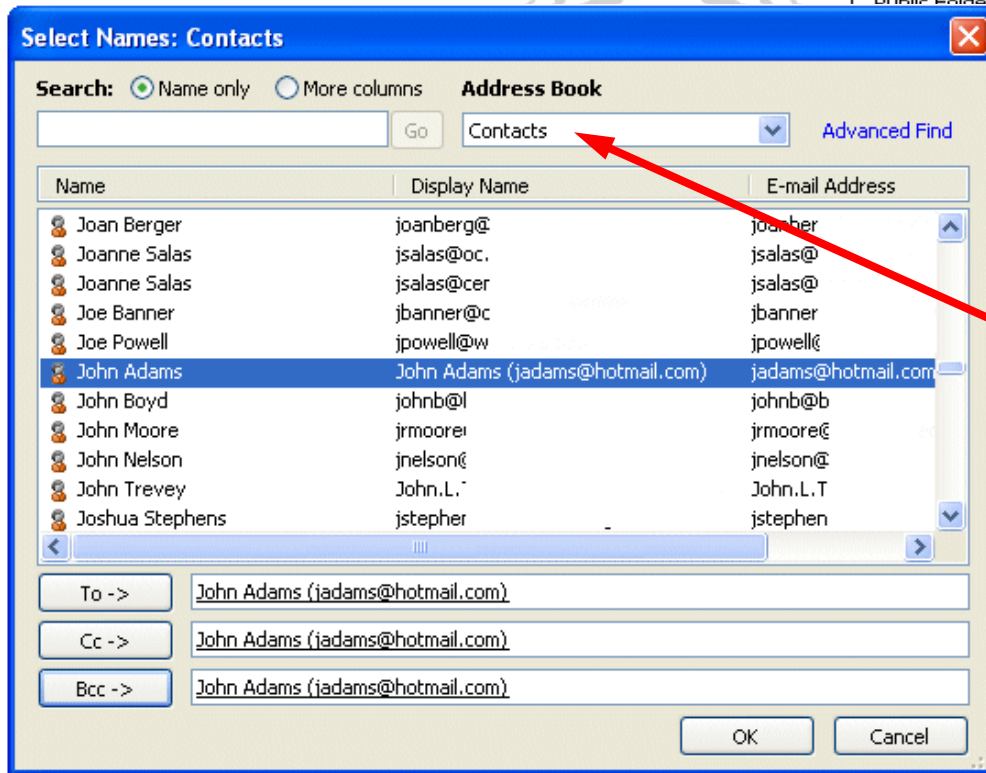 Public Folde
Select Names: Contacts
Search: Name only More columns Address Book
Go Contacts Advanced Find
Name Display Name E-mail Address
Joan Berger joanberg@ joanber
Joanne Salas jsalas@oc. jsalas@
Joanne Salas jsalas@cer jsalas@
Joe Banner jbanner@c jbanner
Joe Powell jpowell@w jpowell
John Adams John Adams (jadams@hotmail.com) jadams@hotmail.com
John Boyd johnb@l johnb@b
John Moore jrmoore jrmoore
John Nelson jnelson jnelson@
John Trevey John.L. John.L.T
Joshua Stephens jstepher jstephen
To -> John Adams (jadams@hotmail.com)
Cc -> John Adams (jadams@hotmail.com)
Bcc -> John Adams (jadams@hotmail.com)
OK Cancel